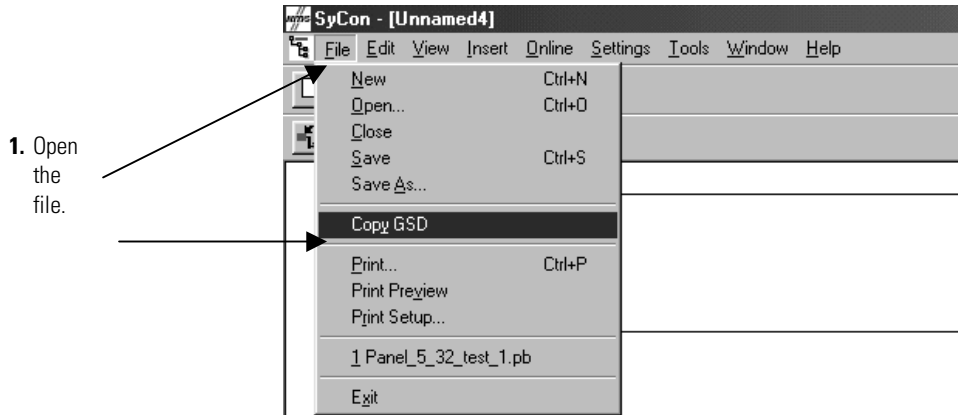 SyCon - [Unnamed4]
File Edit View Insert Online Settings Tools Window Help
1. Open
the
file.
New Ctrl+N
Open... Ctrl+O
Close
Save Ctrl+S
Save As...
Copy GSD
Print... Ctrl+P
Print Preview
Print Setup...
1 Panel_5_32_test_1.pb
Exit